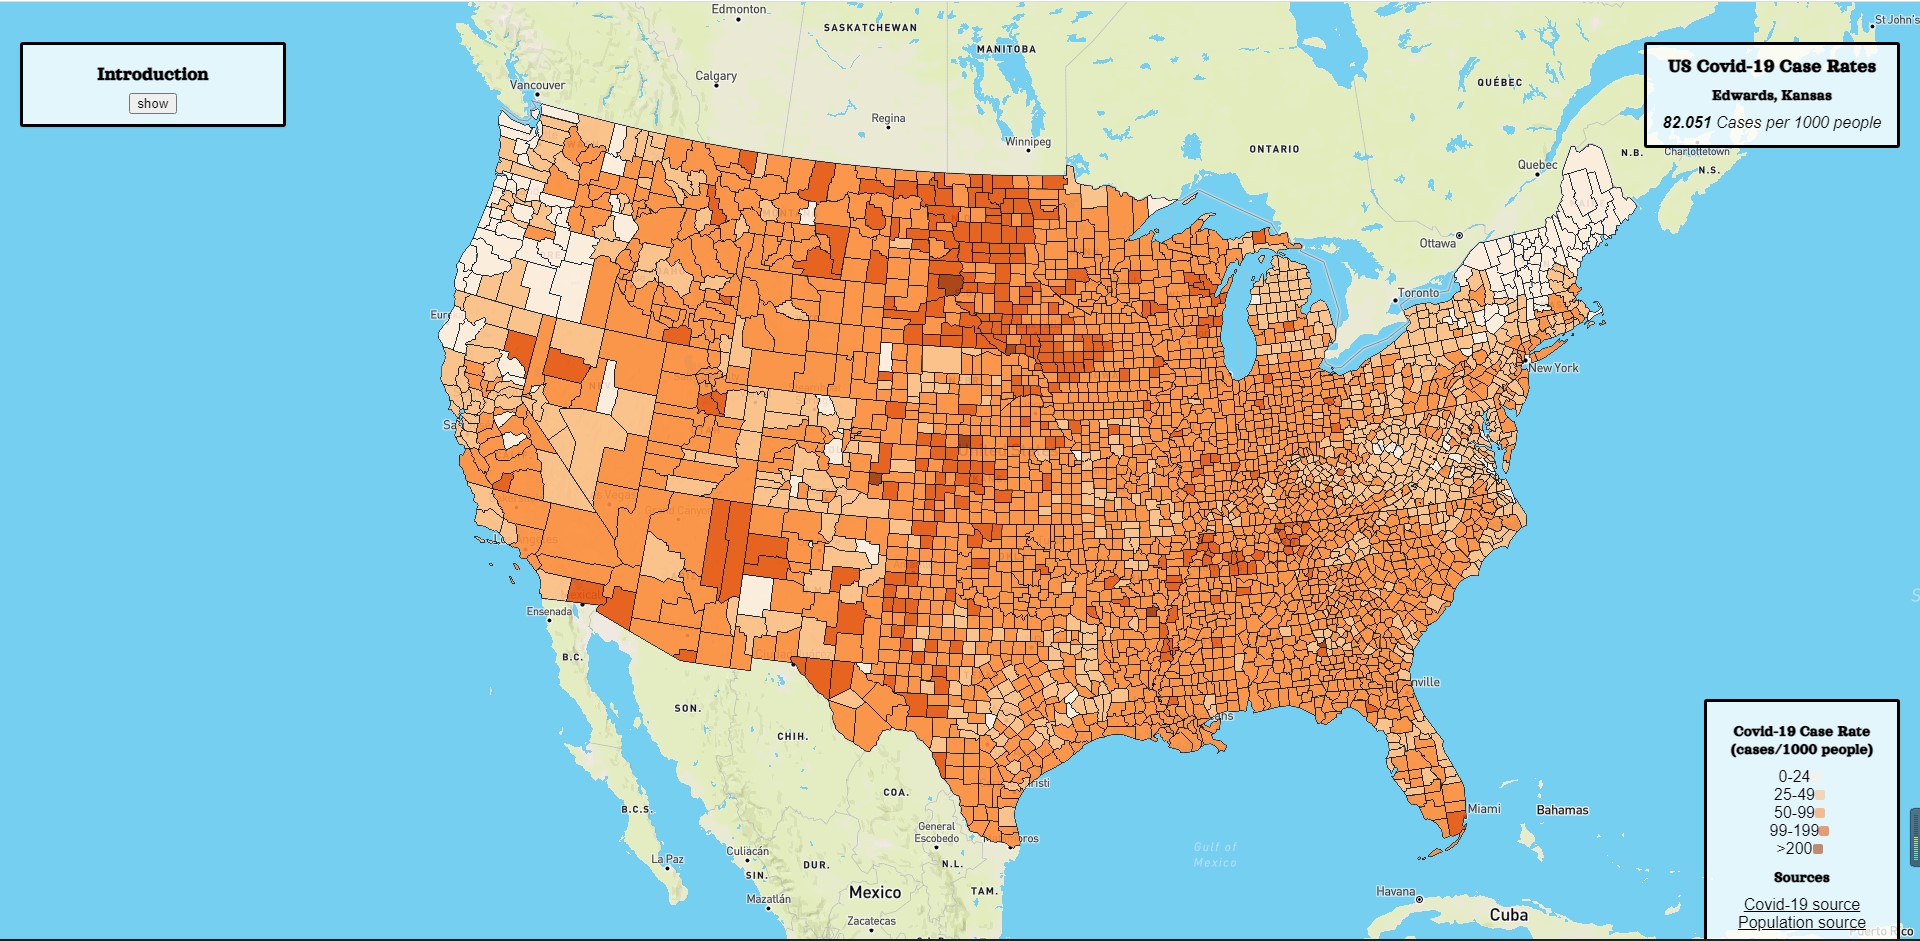 Edmonton
SASKATCHEWAN
MANITOBA
St John's
Introduction
show
Calgary
Vancouver
QUÉBEC
US Covid-19 Case Rates
Edwards, Kansas
82.051 Cases per 1000 people
Regina
Winnipeg
ONTARIO
Quebec
N.B.
Charlottetown
N.S.
Ottawa
Toronto
New York
Ensenada
B.C.
SON.
CHIH.
B.C.S.
COA.
General
Escobedo
La Paz
Culiacán
SIN.
DUR.
N.L.
TAM.
Mazatlán
Mexico
Zacatecas
Gulf of
Mexico
nville
Miami
Bahamas
Havana
Cuba
Covid-19 Case Rate
(cases/1000 people)
0-24
25-49
50-99
99-199
>200
Sources
Covid-19 source
Population source